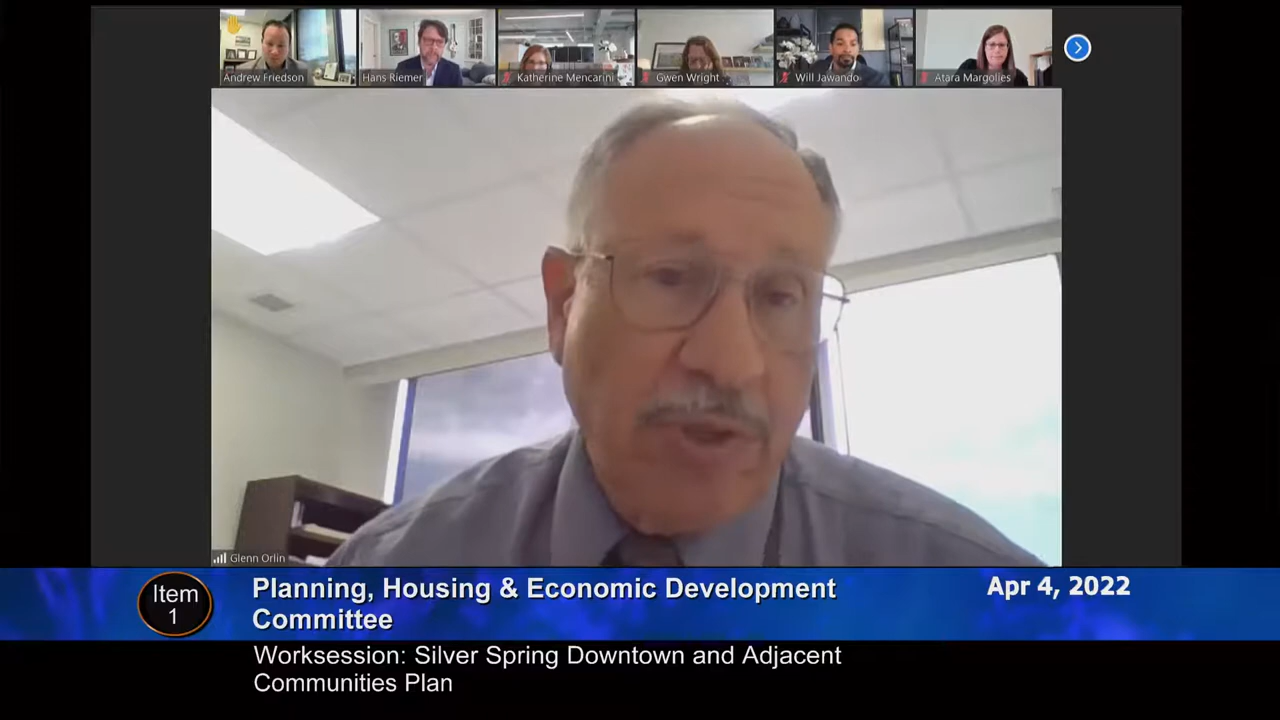 Andrew Friedson
Hans Riemer
Katherine Mencarini
Gwen Wright
Will Jawando
Atara Margolies
Glenn Orlin
Item
1
Planning, Housing & Economic Development
Committee
Apr 4, 2022
Worksession: Silver Spring Downtown and Adjacent
Communities Plan